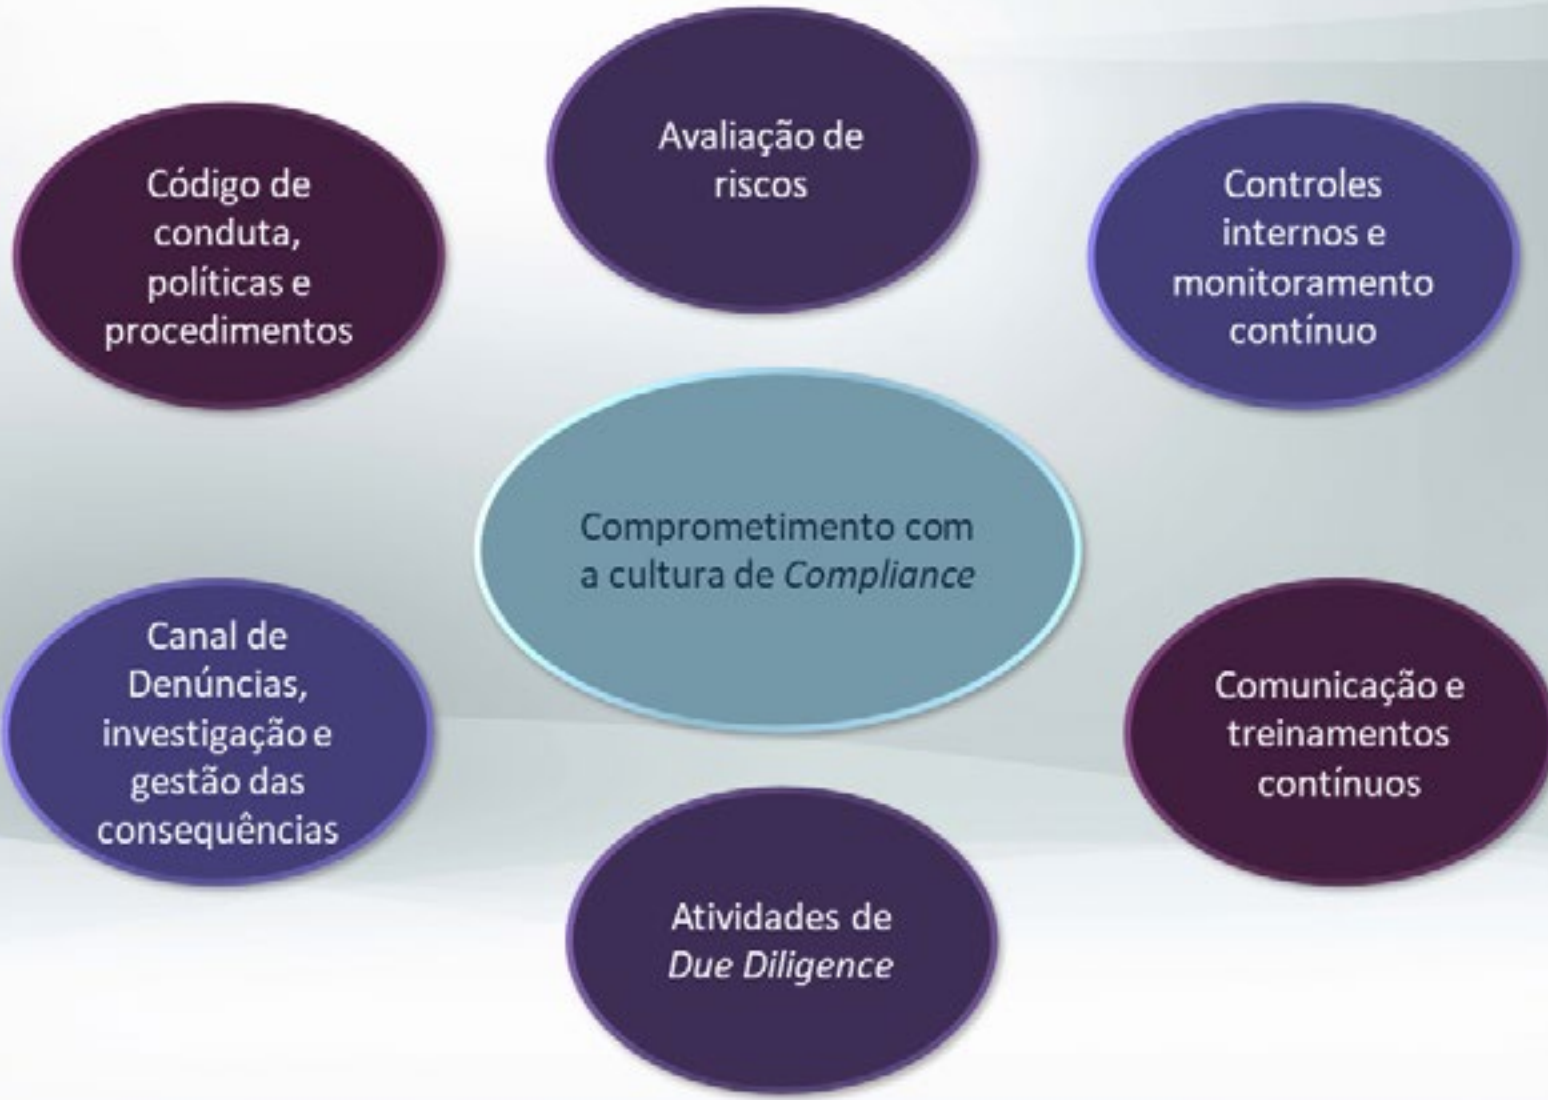 Avaliação de
riscos
Código de
conduta,
políticas e
procedimentos
Controles
internos e
monitoramento
contínuo
Comprometimento com
a cultura de Compliance
Canal de
Denúncias,
investigação e
gestão das
consequências
Comunicação e
treinamentos
contínuos
Atividades de
Due Diligence